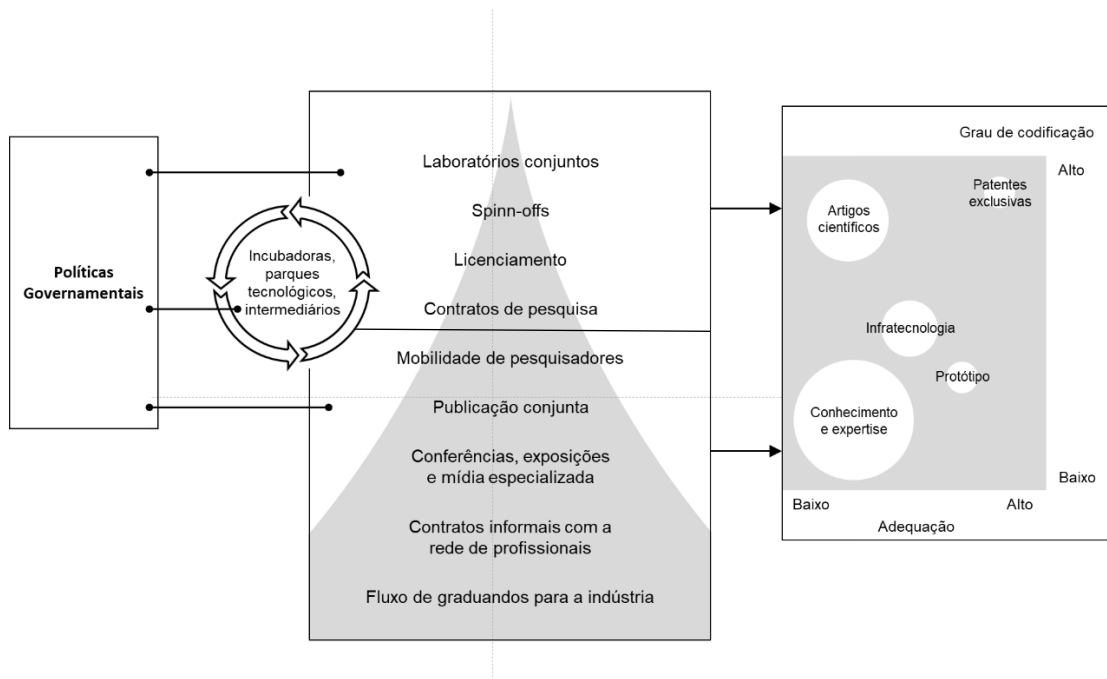 Políticas
Governamentais
Incubadoras,
parques
tecnológicos,
intermediários
Laboratórios conjuntos
Spinn-offs
Licenciamento
Contratos de pesquisa
Mobilidade de pesquisadores
Publicação conjunta
Conferências, exposições
e mídia especializada
Contratos informais com a
rede de profissionais
Fluxo de graduandos para a indústria
Grau de codificação
Alto
Patentes
exclusivas
Artigos
científicos
Infratecnologia
Protótipo
Conhecimento
e expertise
Baixo
Baixo
Alto
Adequação